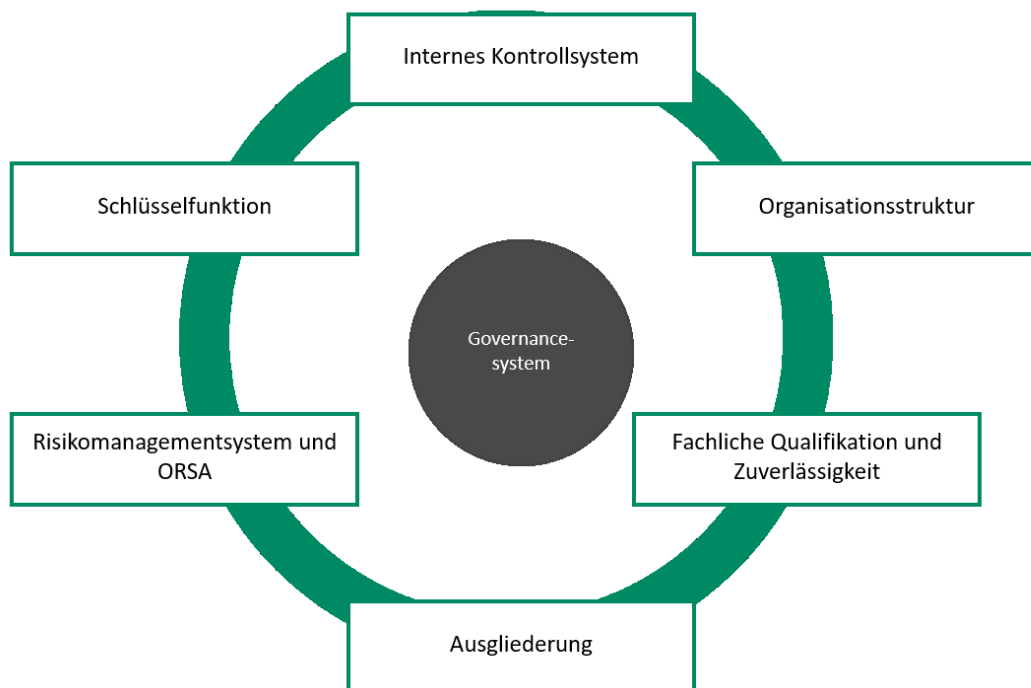 Internes Kontrollsystem
Schlüsselfunktion
Organisationsstruktur
Governance-
system
Risikomanagementsystem und
ORSA
Fachliche Qualifikation und
Zuverlässigkeit
Ausgliederung